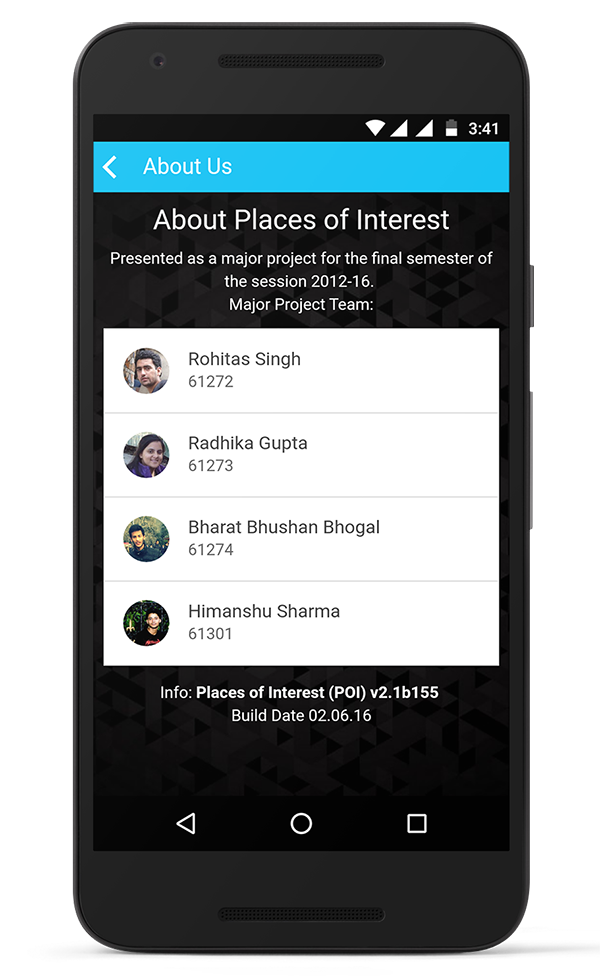 3:41
About Us
About Places of Interest
Presented as a major project for the final semester of
the session 2012-16.
Major Project Team:
Rohitas Singh
61272
Radhika Gupta
61273
Bharat Bhushan Bhogal
61274
Himanshu Sharma
61301
Info: Places of Interest (POI) v2.1b155
Build Date 02.06.16